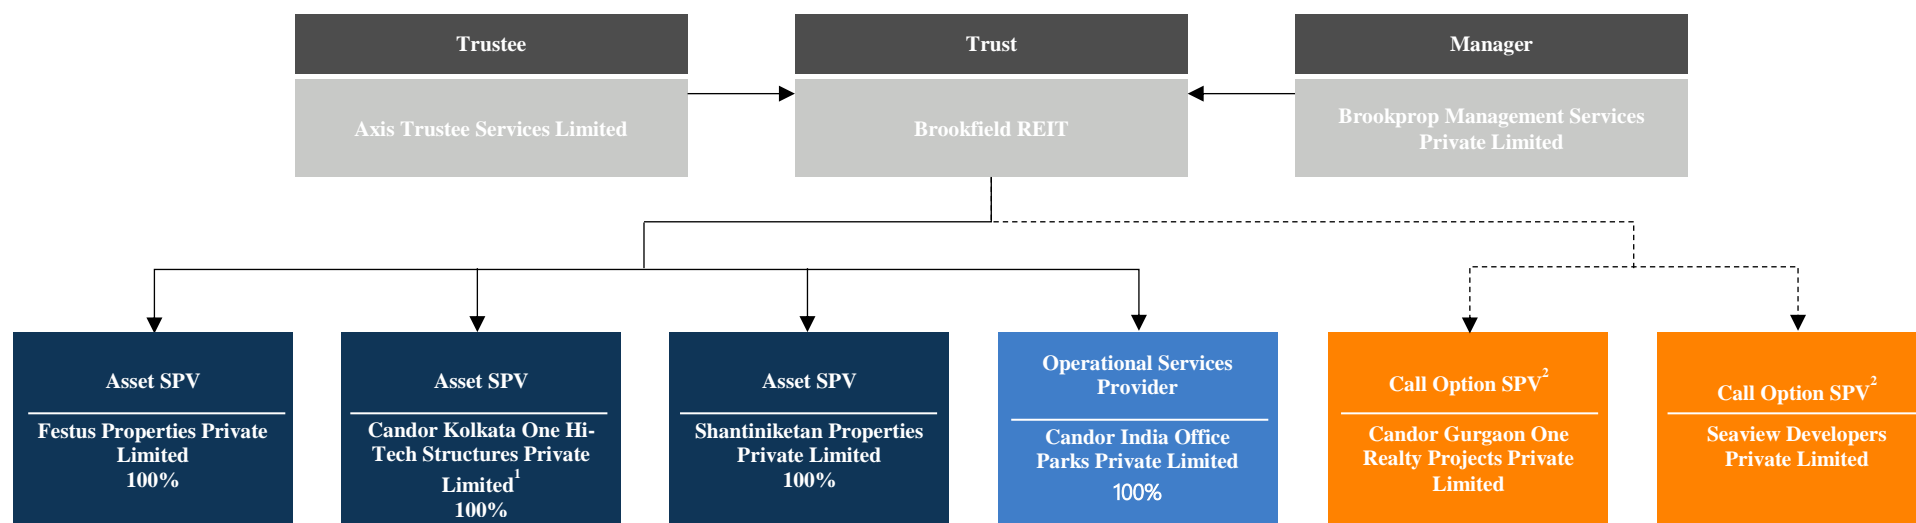 Trustee
Trust
Manager
Axis Trustee Services Limited
Brookfield REIT
Brookprop Management Services
Private Limited
Asset SPV
Festus Properties Private
Limited
100%
Asset SPV
Candor Kolkata One Hi-
Tech Structures Private
Limited1
100%
Asset SPV
Shantiniketan Properties
Private Limited
100%
Operational Services
Provider
Candor India Office
Parks Private Limited
100%
Call Option SPV2
Candor Gurgaon One
Realty Projects Private
Limited
Call Option SPV2
Seaview Developers
Private Limited